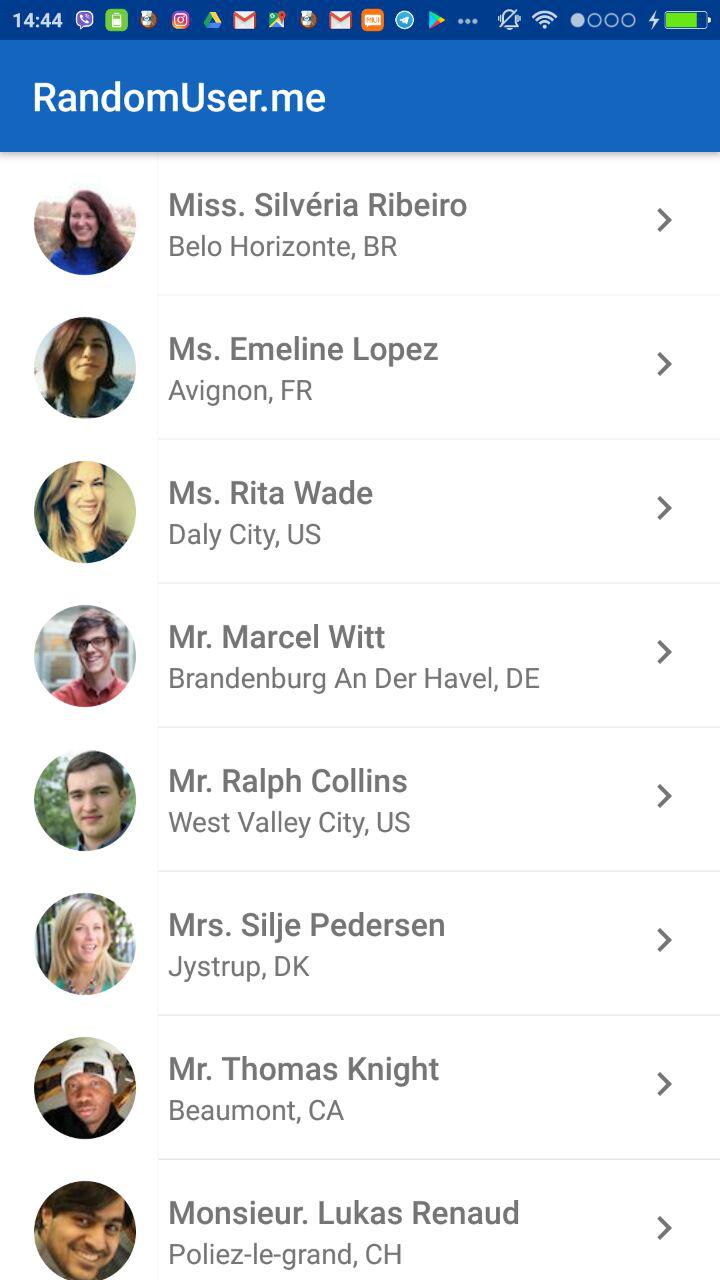 14:44
RandomUser.me
Miss. Silvéria Ribeiro
Belo Horizonte, BR
Ms. Emeline Lopez
Avignon, FR
Ms. Rita Wade
Daly City, US
Mr. Marcel Witt
Brandenburg An Der Havel, DE
Mr. Ralph Collins
West Valley City, US
Mrs. Silje Pedersen
Jystrup, DK
Mr. Thomas Knight
Beaumont, CA
Monsieur. Lukas Renaud
Poliez-le-grand, CH